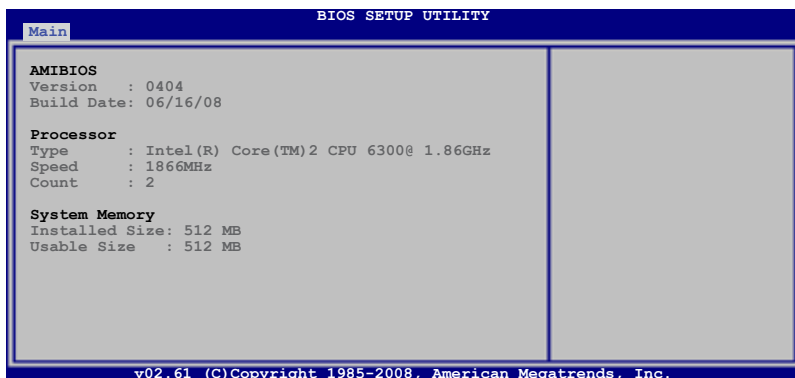 BIOS SETUP UTILITY
Main
AMIBIOS
Version : 0404
Build Date: 06/16/08
Processor
Type : Intel(R) Core(TM)2 CPU 6300@ 1.86GHz
Speed : 1866MHz
Count : 2
System Memory
Installed Size: 512 MB
Usable Size : 512 MB
v02.61 (C)Copyright 1985-2008, American Megatrends, Inc.